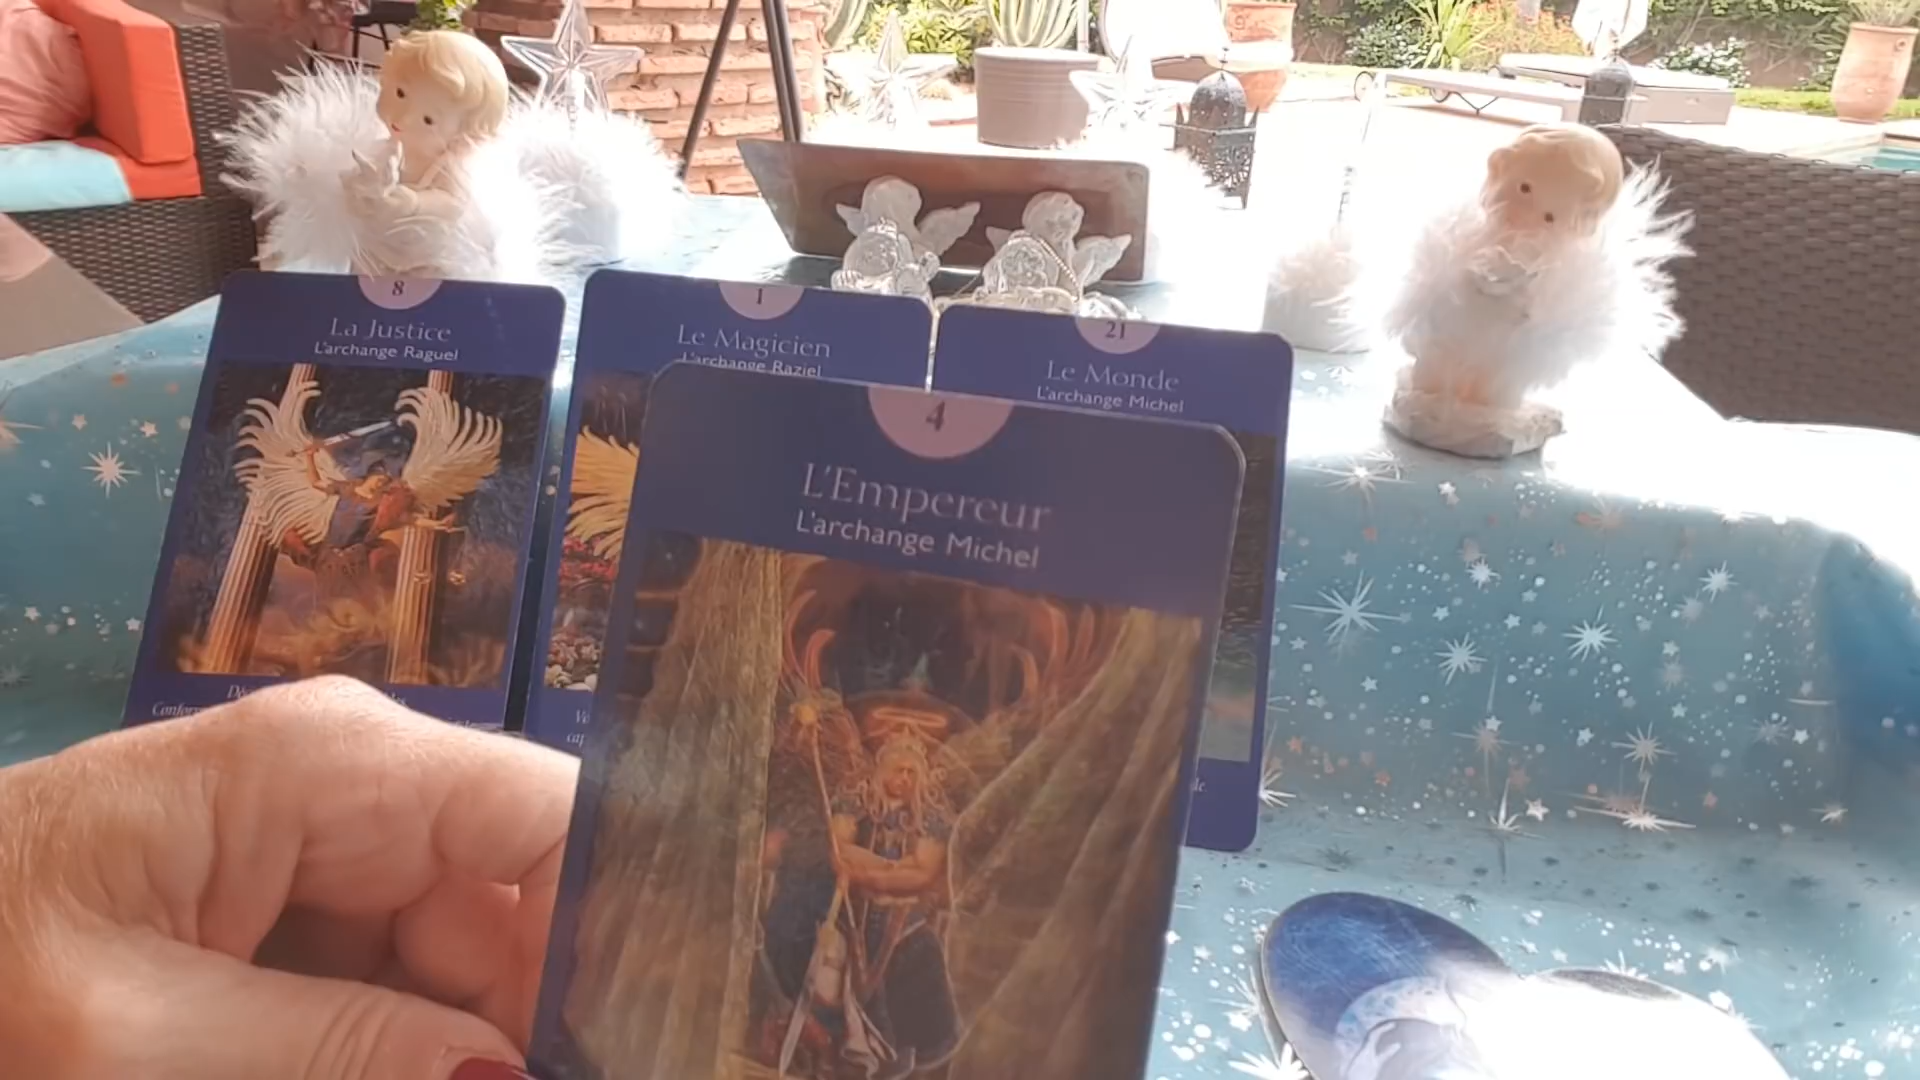 8
La Justice
L'archange Raguel
1
Le Magicien
L'archange Raziel
21
Le Monde
L'archange Michel
4
L'Empereur
L'archange Michel